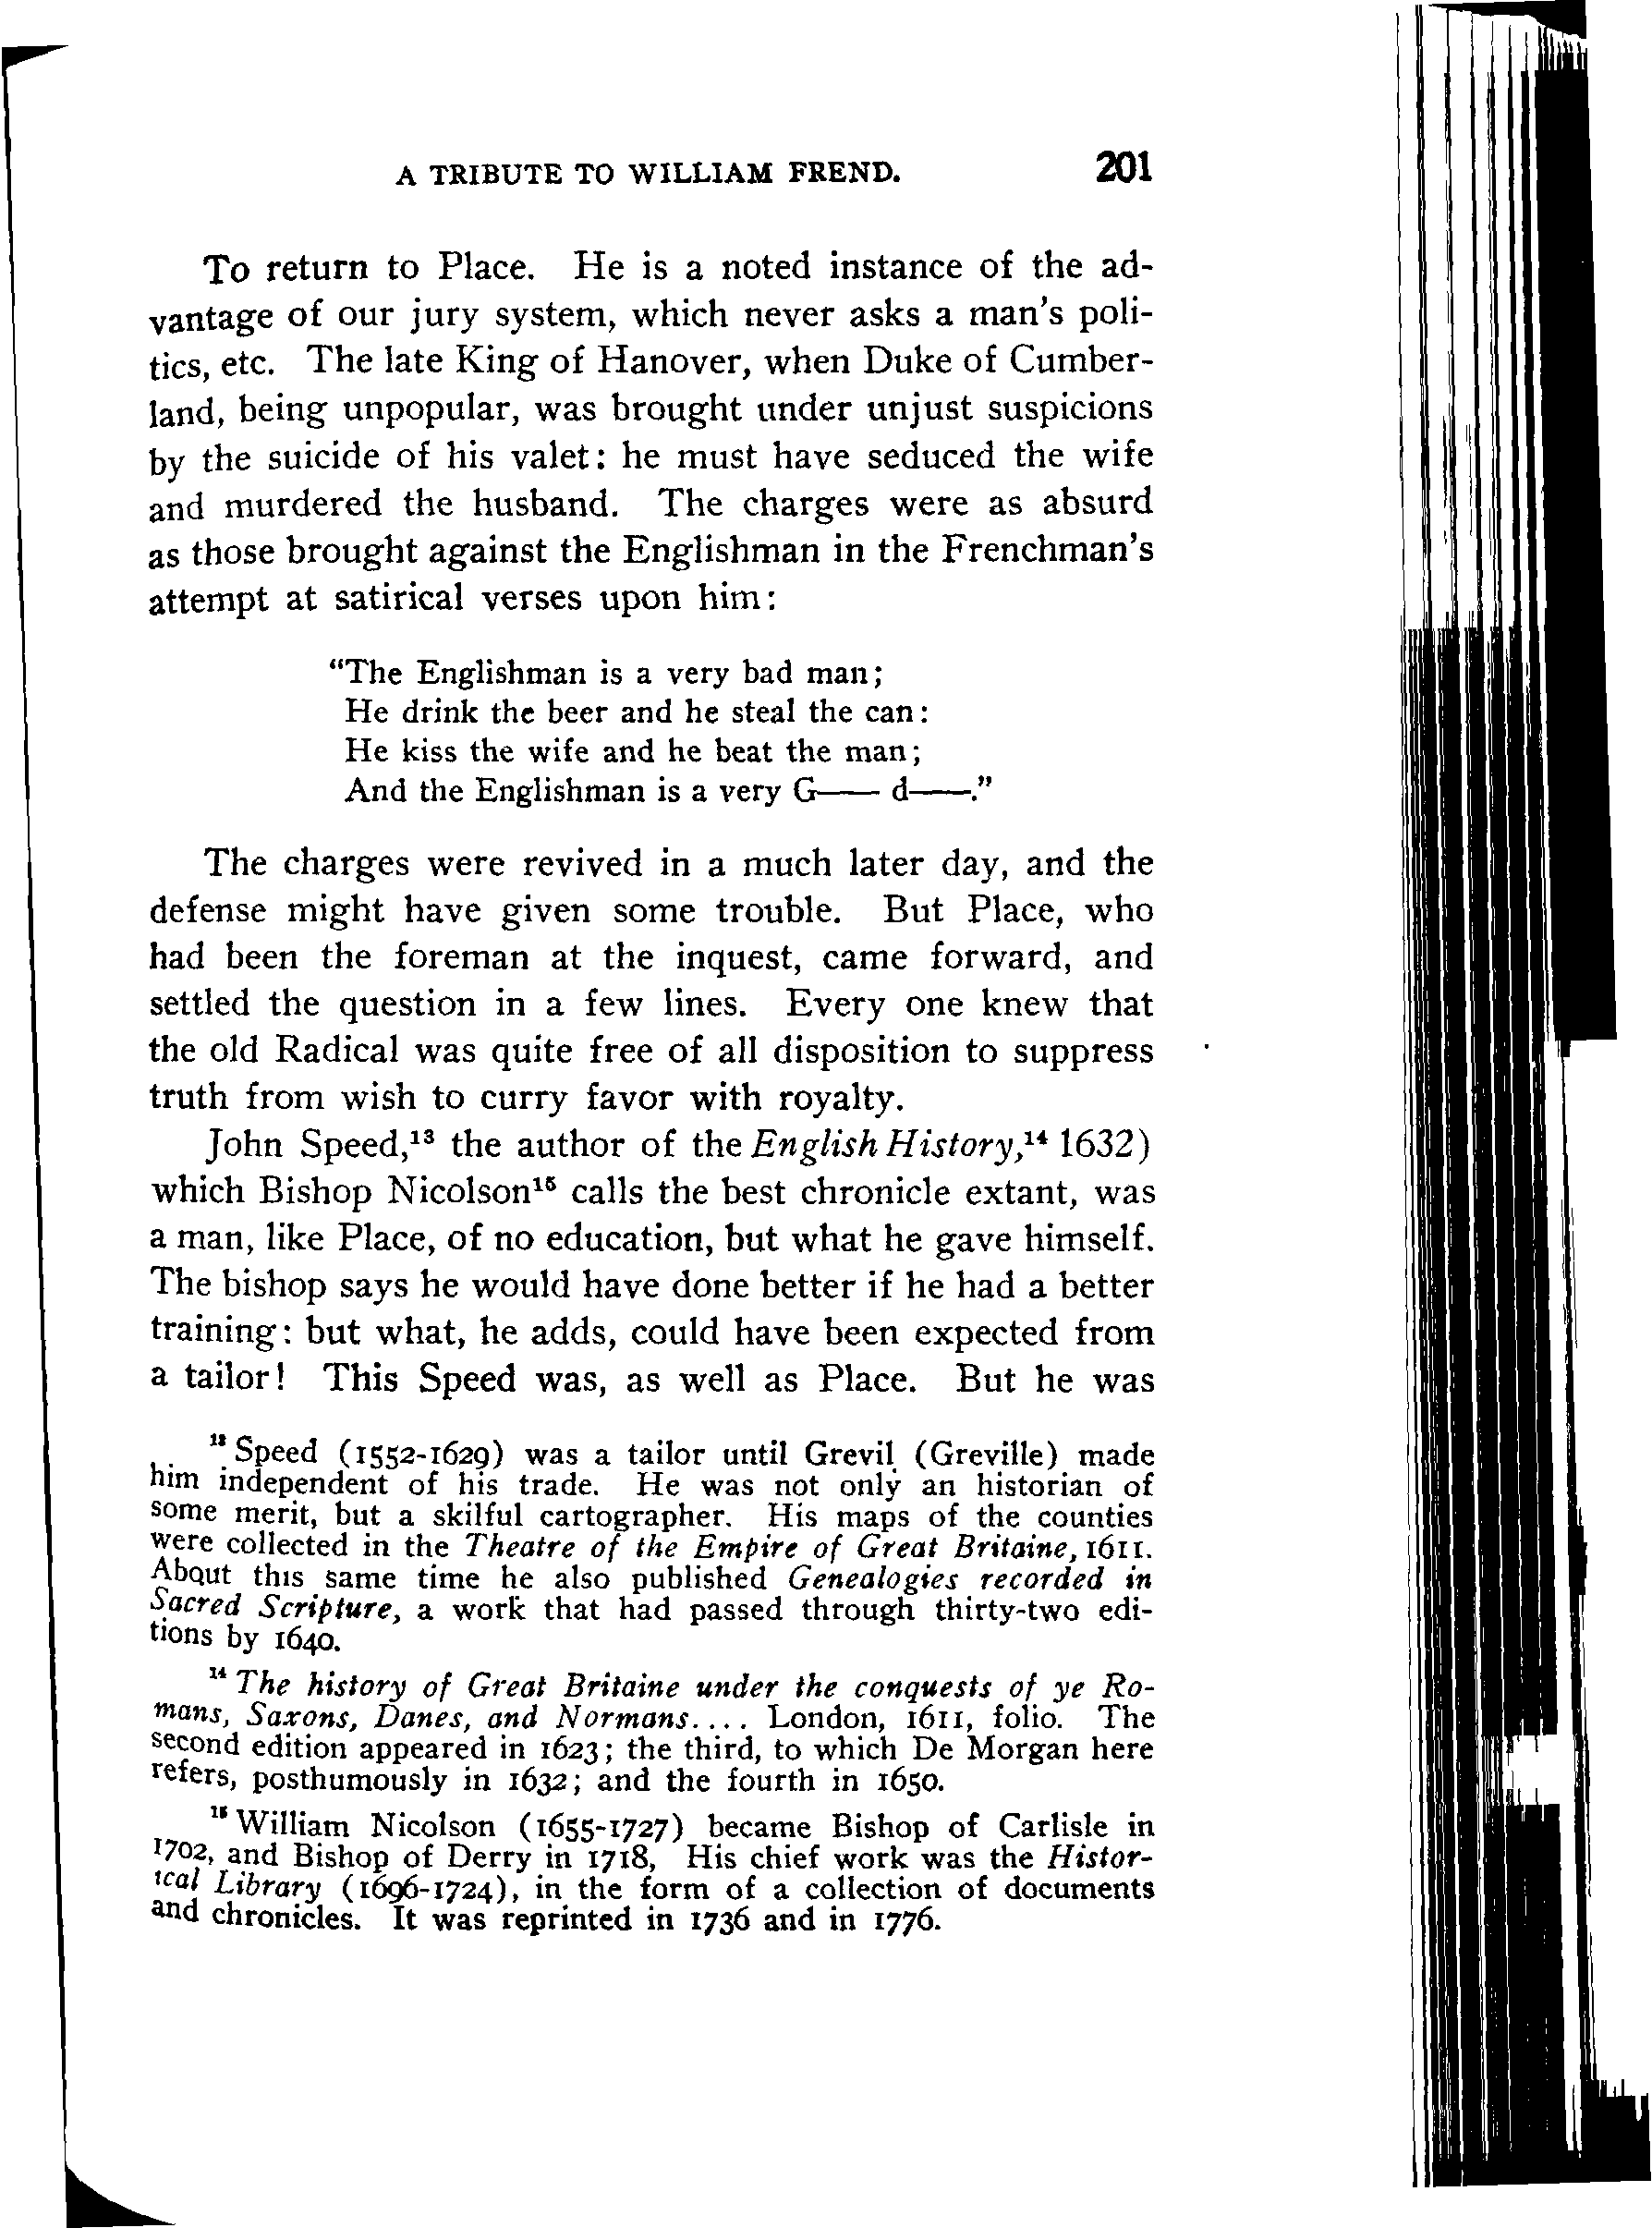 A TRIBUTE TO WILLIAM FREND. 201
To return to Place. He is a noted instance of the ad-
vantage of our jury system, which never asks a man's poli-
tics, etc. The late King of Hanover, when Duke of Cumber-
land, being unpopular, was brought under unjust suspicions
by the suicide of his valet: he must have seduced the wife
and murdered the husband. The charges were as absurd
as those brought against the Englishman in the Frenchman's
attempt at satirical verses upon him:
“The Englishman is a very bad man;
He drink the beer and he steal the can:
He kiss the wife and he beat the man;
And the Englishman is a very G—— d——.”
The charges were revived in a much later day, and the
defense might have given some trouble. But Place, who
had been the foreman at the inquest, came forward, and
settled the question in a few lines. Every one knew that
the old Radical was quite free of all disposition to suppress
truth from wish to curry favor with royalty.
John Speed,¹³ the author of the English History,¹⁴ 1632)
which Bishop Nicolson¹⁵ calls the best chronicle extant, was
a man, like Place, of no education, but what he gave himself.
The bishop says he would have done better if he had a better
training: but what, he adds, could have been expected from
a tailor! This Speed was, as well as Place. But he was
¹³ Speed (1552-1629) was a tailor until Grevil (Greville) made
him independent of his trade. He was not only an historian of
some merit, but a skilful cartographer. His maps of the counties
were collected in the Theatre of the Empire of Great Britaine, 1611.
About this same time he also published Genealogies recorded in
Sacred Scripture, a work that had passed through thirty-two edi-
tions by 1640.
¹⁴ The history of Great Britaine under the conquests of ye Ro-
mans, Saxons, Danes, and Normans.... London, 1611, folio. The
second edition appeared in 1623; the third, to which De Morgan here
refers, posthumously in 1632; and the fourth in 1650.
¹⁵ William Nicolson (1655-1727) became Bishop of Carlisle in
1702, and Bishop of Derry in 1718, His chief work was the Histor-
ical Library (1696-1724), in the form of a collection of documents
and chronicles. It was reprinted in 1736 and in 1776.